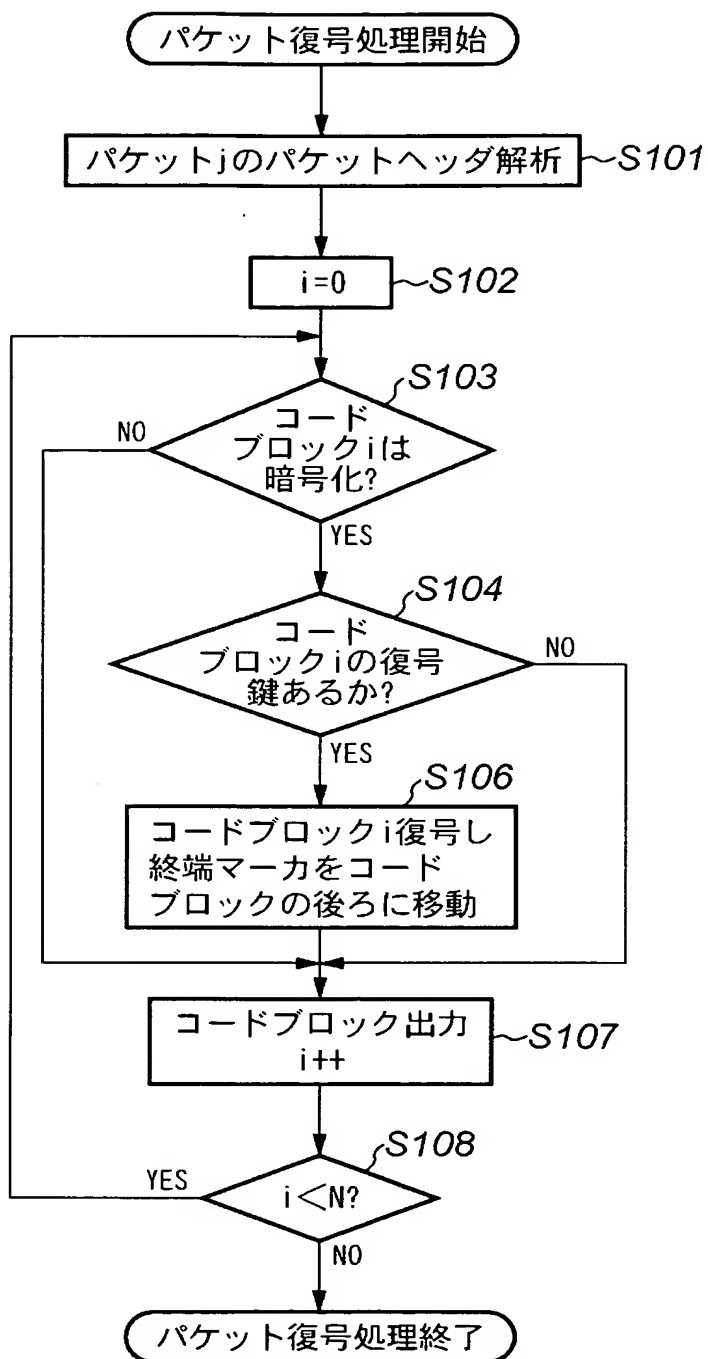 パケット復号処理開始
パケットjのパケットヘッダ解析
S101
i=0
S102
S103
コード
ブロックiは
暗号化?
NO
YES
S104
コード
ブロックiの復号
鍵あるか?
NO
YES
S106
コードブロックi復号し
終端マーカをコード
ブロックの後ろに移動
コードブロック出力
i++
S107
S108
i<N?
YES
NO
パケット復号処理終了